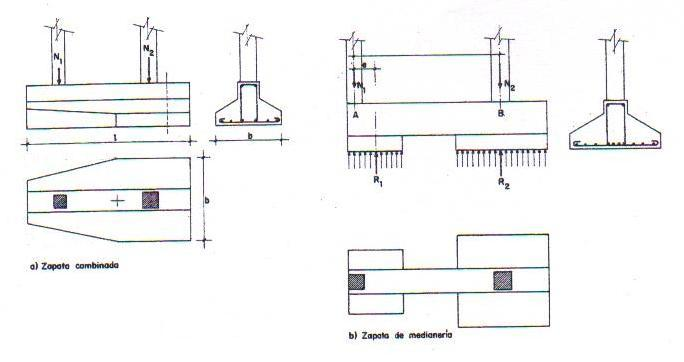 N1
N2
b
l
b
a) Zapata combinada
e
N1
N2
A
B
R1
R2
b) Zapata de medianería